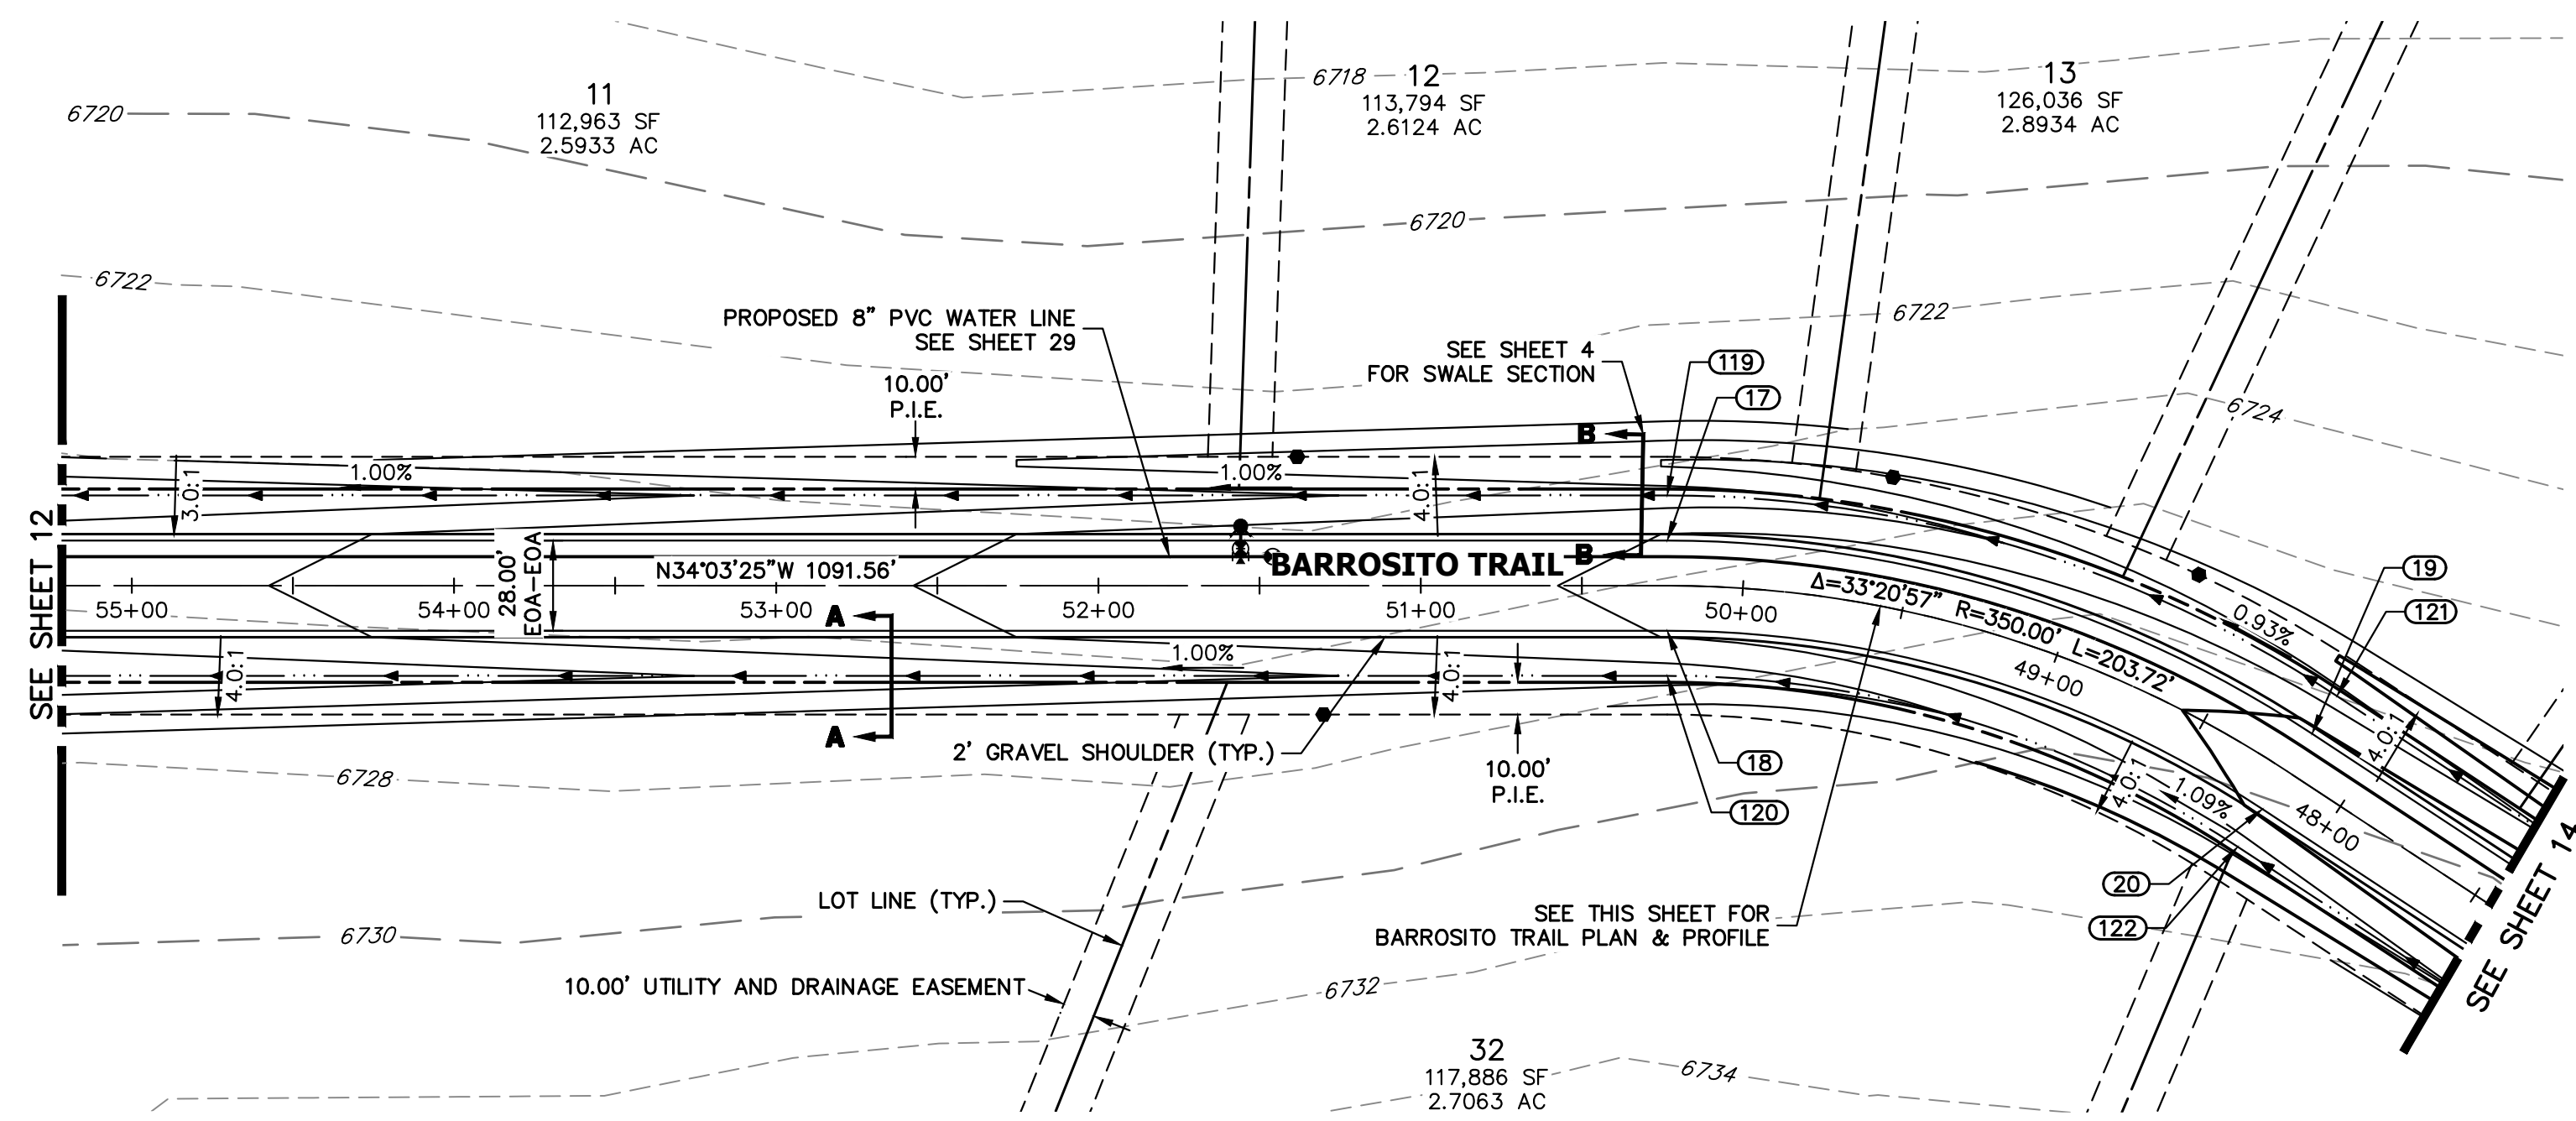 11
112,963 SF
2.5933 AC
6718
12
113,794 SF
2.6124 AC
13
126,036 SF
2.8934 AC
6720
6720
6722
6722
6724
PROPOSED 8" PVC WATER LINE
SEE SHEET 29
SEE SHEET 4
FOR SWALE SECTION
119
17
10.00'
P.I.E.
B
1.00%
1.00%
3.0:1
4.0:1
SEE SHEET 12
28.00'
EOA-EOA
N34°03'25"W 1091.56'
BARROSITO TRAIL
B
55+00
54+00
53+00
52+00
51+00
50+00
49+00
48+00
Δ=33°20'57" R=350.00' L=203.72'
0.93%
19
121
A
A
4.0:1
1.00%
4.0:1
4.0:1
4.0:1
1.09%
2' GRAVEL SHOULDER (TYP.)
10.00'
P.I.E.
18
120
20
122
6728
6730
LOT LINE (TYP.)
10.00' UTILITY AND DRAINAGE EASEMENT
SEE THIS SHEET FOR
BARROSITO TRAIL PLAN & PROFILE
6732
6734
32
117,886 SF
2.7063 AC
SEE SHEET 14